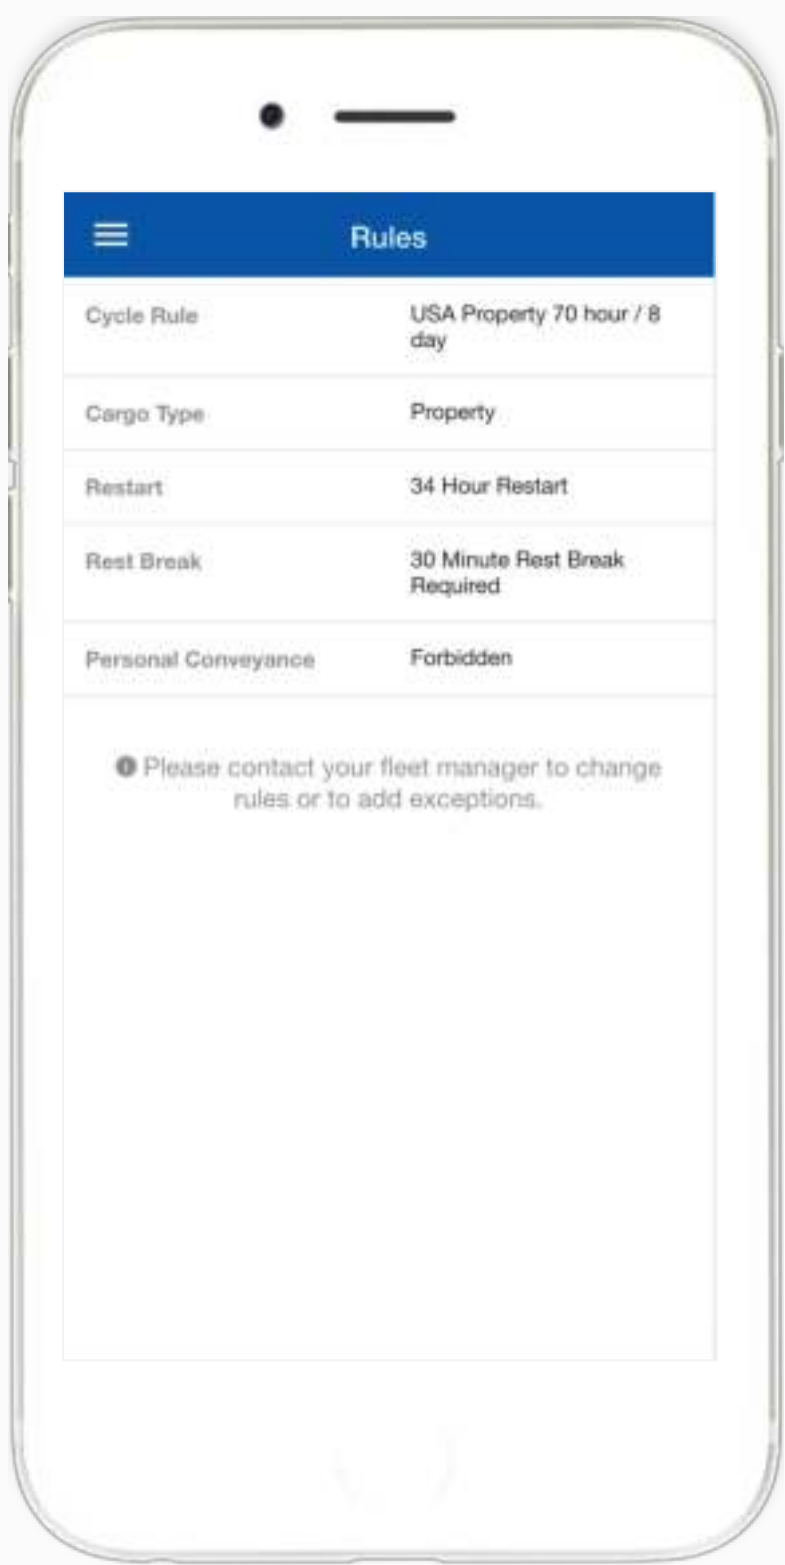 Rules
Cycle Rule
USA Property 70 hour / 8
day
Cargo Type
Property
Restart
34 Hour Restart
Rest Break
30 Minute Rest Break
Required
Personal Conveyance
Forbidden
Please contact your fleet manager to change
rules or to add exceptions.